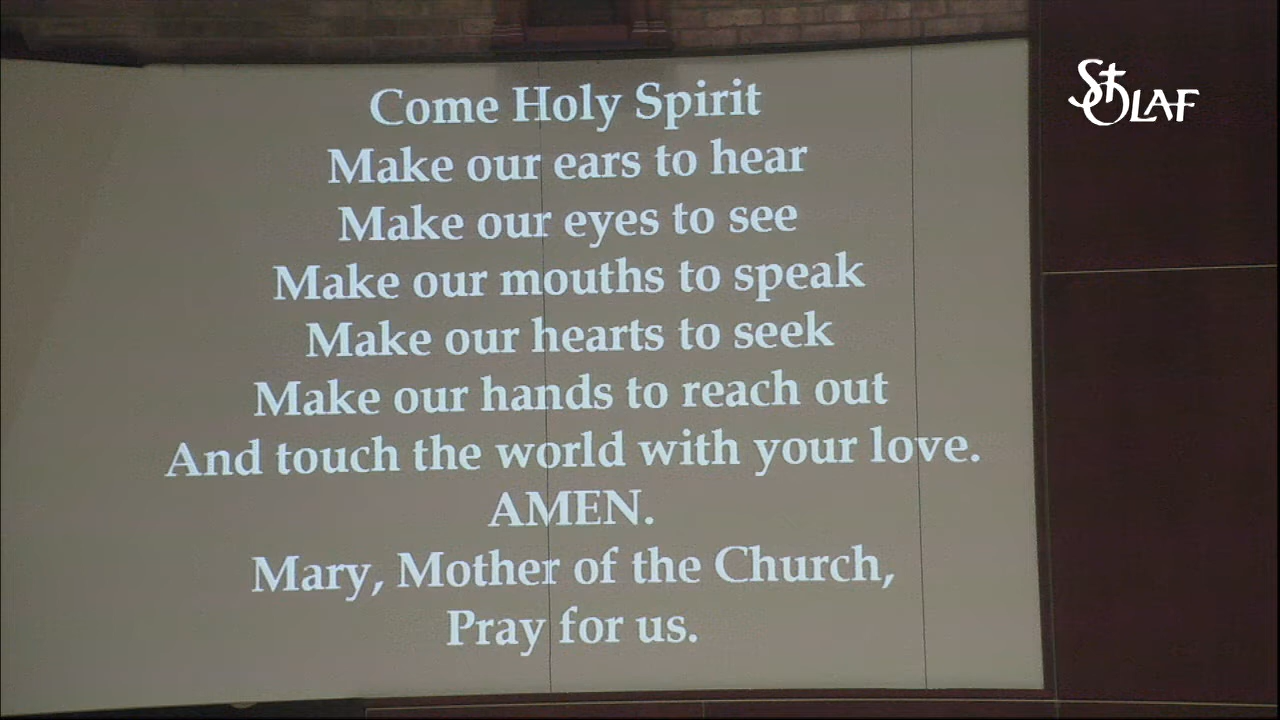 Come Holy Spirit
Make our ears to hear
Make our eyes to see
Make our mouths to speak
Make our hearts to seek
Make our hands to reach out
And touch the world with your love.
AMEN.
Mary, Mother of the Church,
Pray for us.
St OLAF